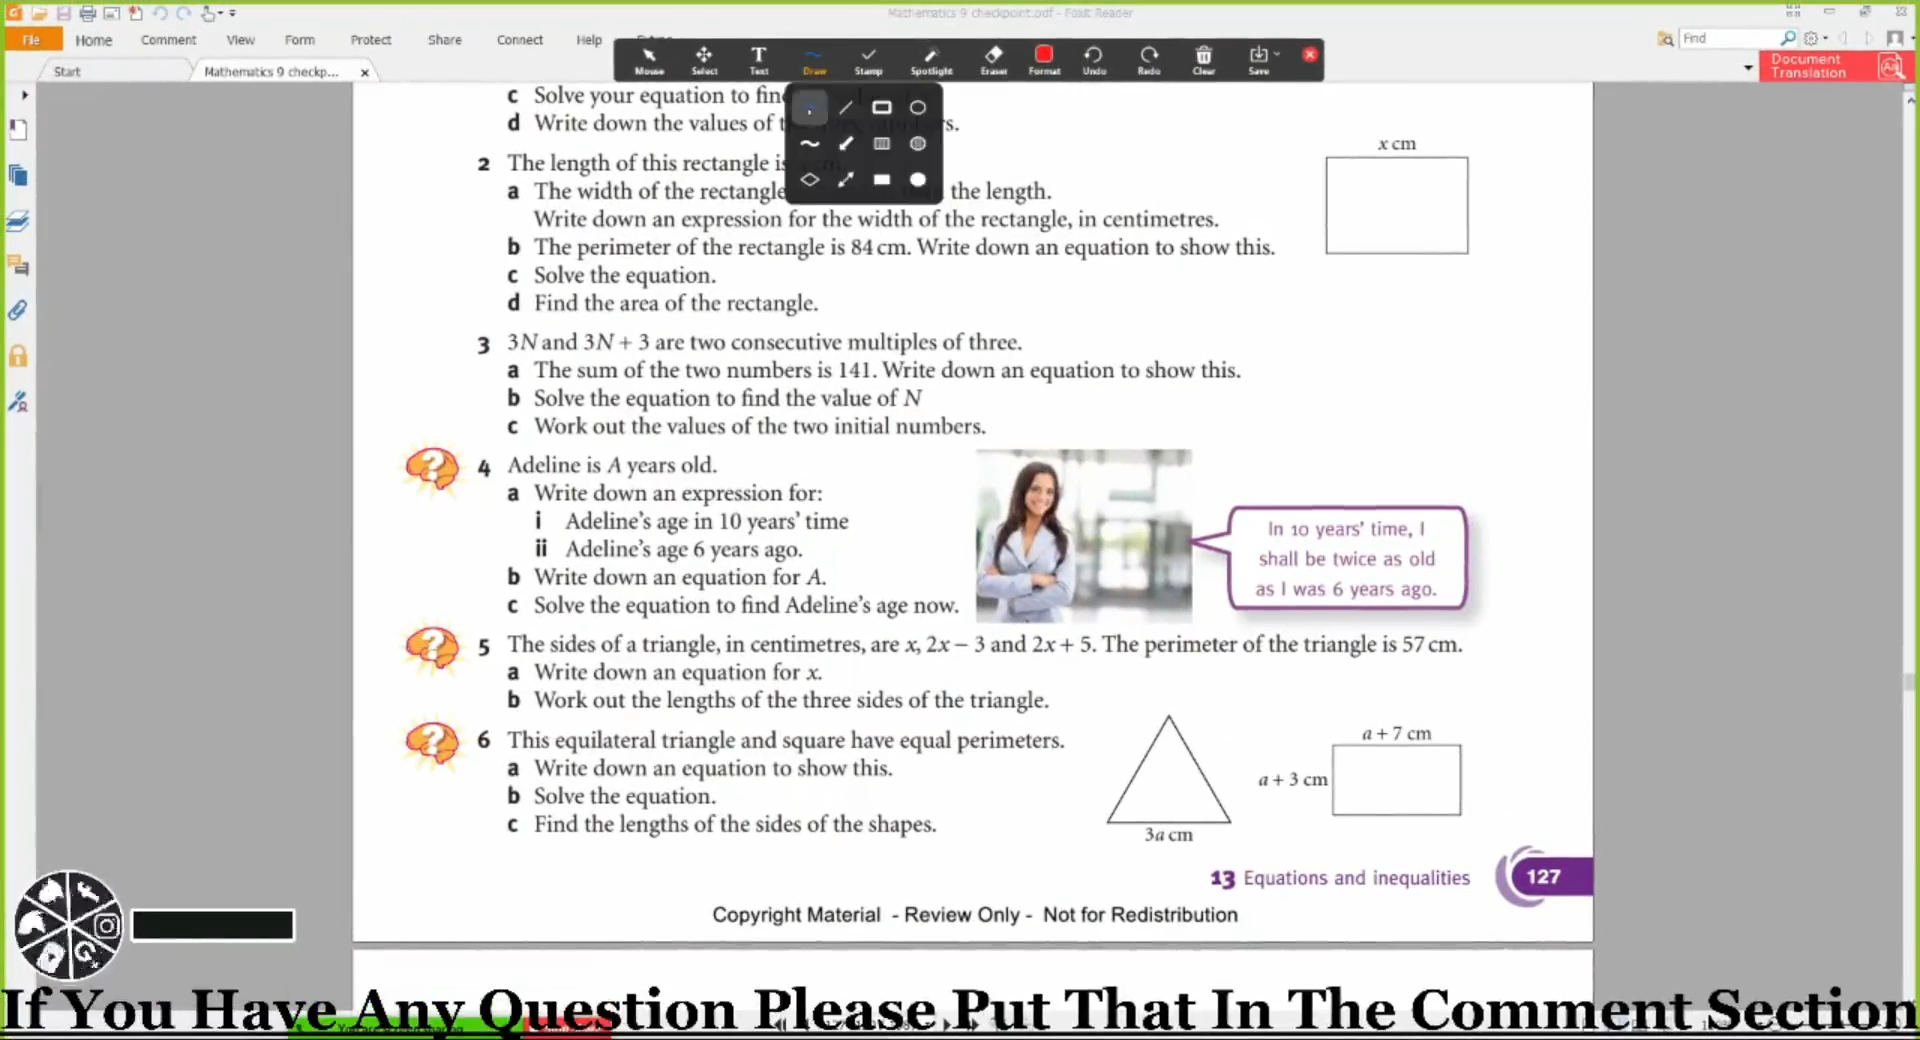 Mathematics 9 checkpoint.pdf - Foxit Reader
File Home Comment View Form Protect Share Connect Help
Find
Start
Mathematics 9 checkp...
Mouse Select Text Draw Stamp Spotlight Eraser Format Undo Redo Clear Save
Document
Translation
c Solve your equation to find
d Write down the values of
x cm
2 The length of this rectangle is
a The width of the rectangle the length.
Write down an expression for the width of the rectangle, in centimetres.
b The perimeter of the rectangle is 84 cm. Write down an equation to show this.
c Solve the equation.
d Find the area of the rectangle.
3 3N and 3N + 3 are two consecutive multiples of three.
a The sum of the two numbers is 141. Write down an equation to show this.
b Solve the equation to find the value of N
c Work out the values of the two initial numbers.
4 Adeline is A years old.
a Write down an expression for:
i Adeline's age in 10 years' time
ii Adeline's age 6 years ago.
b Write down an equation for A.
c Solve the equation to find Adeline's age now.
In 10 years' time, I
shall be twice as old
as I was 6 years ago.
5 The sides of a triangle, in centimetres, are x, 2x − 3 and 2x + 5. The perimeter of the triangle is 57 cm.
a Write down an equation for x.
b Work out the lengths of the three sides of the triangle.
6 This equilateral triangle and square have equal perimeters.
a Write down an equation to show this.
b Solve the equation.
c Find the lengths of the sides of the shapes.
3a cm
a + 7 cm
a + 3 cm
13 Equations and inequalities 127
Copyright Material - Review Only - Not for Redistribution
If You Have Any Question Please Put That In The Comment Section